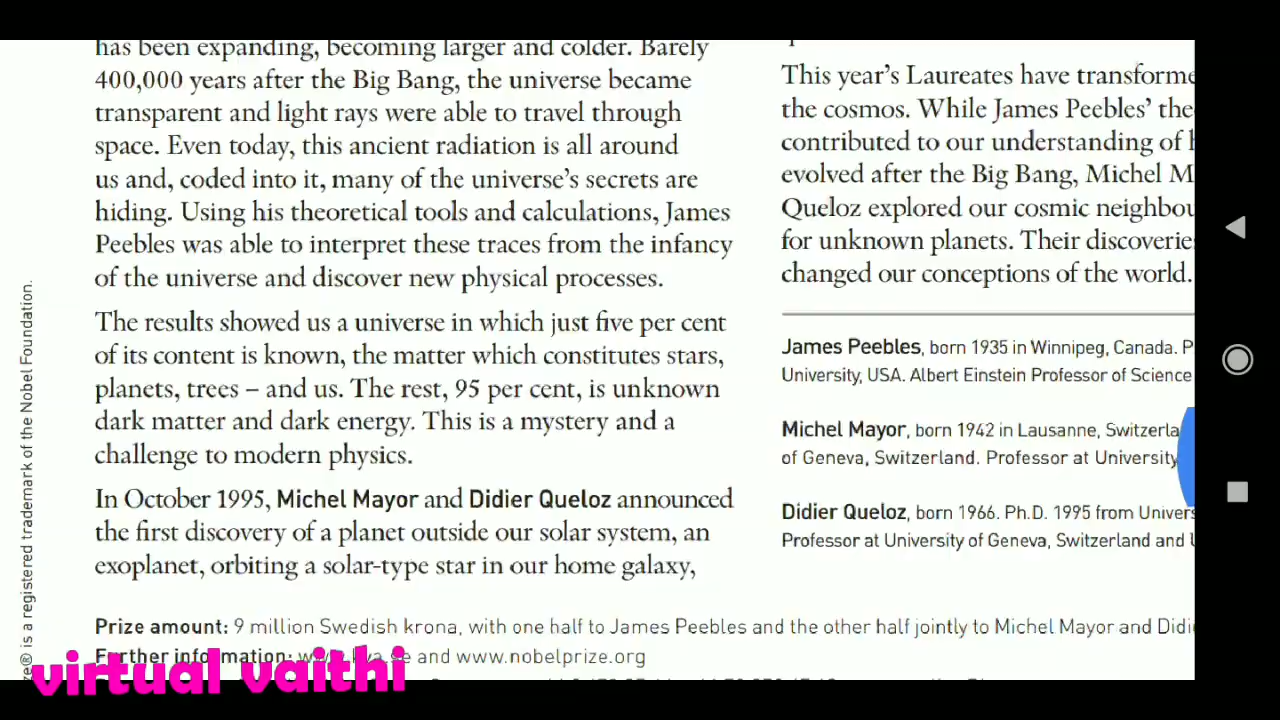 has been expanding, becoming larger and colder. Barely
400,000 years after the Big Bang, the universe became
transparent and light rays were able to travel through
space. Even today, this ancient radiation is all around
us and, coded into it, many of the universe's secrets are
hiding. Using his theoretical tools and calculations, James
Peebles was able to interpret these traces from the infancy
of the universe and discover new physical processes.
The results showed us a universe in which just five per cent
of its content is known, the matter which constitutes stars,
planets, trees – and us. The rest, 95 per cent, is unknown
dark matter and dark energy. This is a mystery and a
challenge to modern physics.
In October 1995, Michel Mayor and Didier Queloz announced
the first discovery of a planet outside our solar system, an
exoplanet, orbiting a solar-type star in our home galaxy,
This year's Laureates have transforme
the cosmos. While James Peebles' the
contributed to our understanding of
evolved after the Big Bang, Michel M
Queloz explored our cosmic neighbou
for unknown planets. Their discoverie
changed our conceptions of the world.
James Peebles, born 1935 in Winnipeg, Canada. P
University, USA. Albert Einstein Professor of Science
Michel Mayor, born 1942 in Lausanne, Switzerla
of Geneva, Switzerland. Professor at University
Didier Queloz, born 1966. Ph.D. 1995 from Univers
Professor at University of Geneva, Switzerland and
Prize amount: 9 million Swedish krona, with one half to James Peebles and the other half jointly to Michel Mayor and Didi
Further information: www.kva.se and www.nobelprize.org
ze® is a registered trademark of the Nobel Foundation.
virtual vaithi